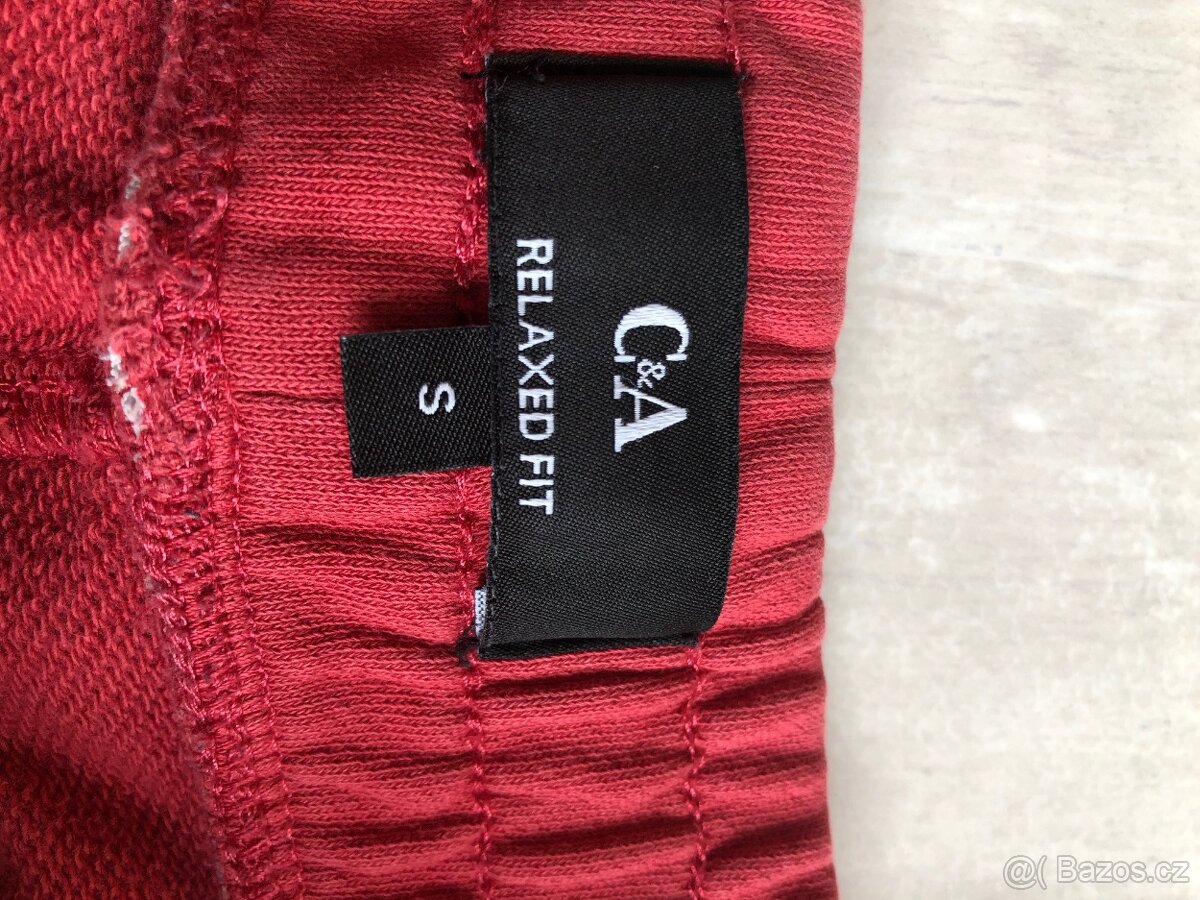 C&A
RELAXED FIT
S
@( Bazos.cz